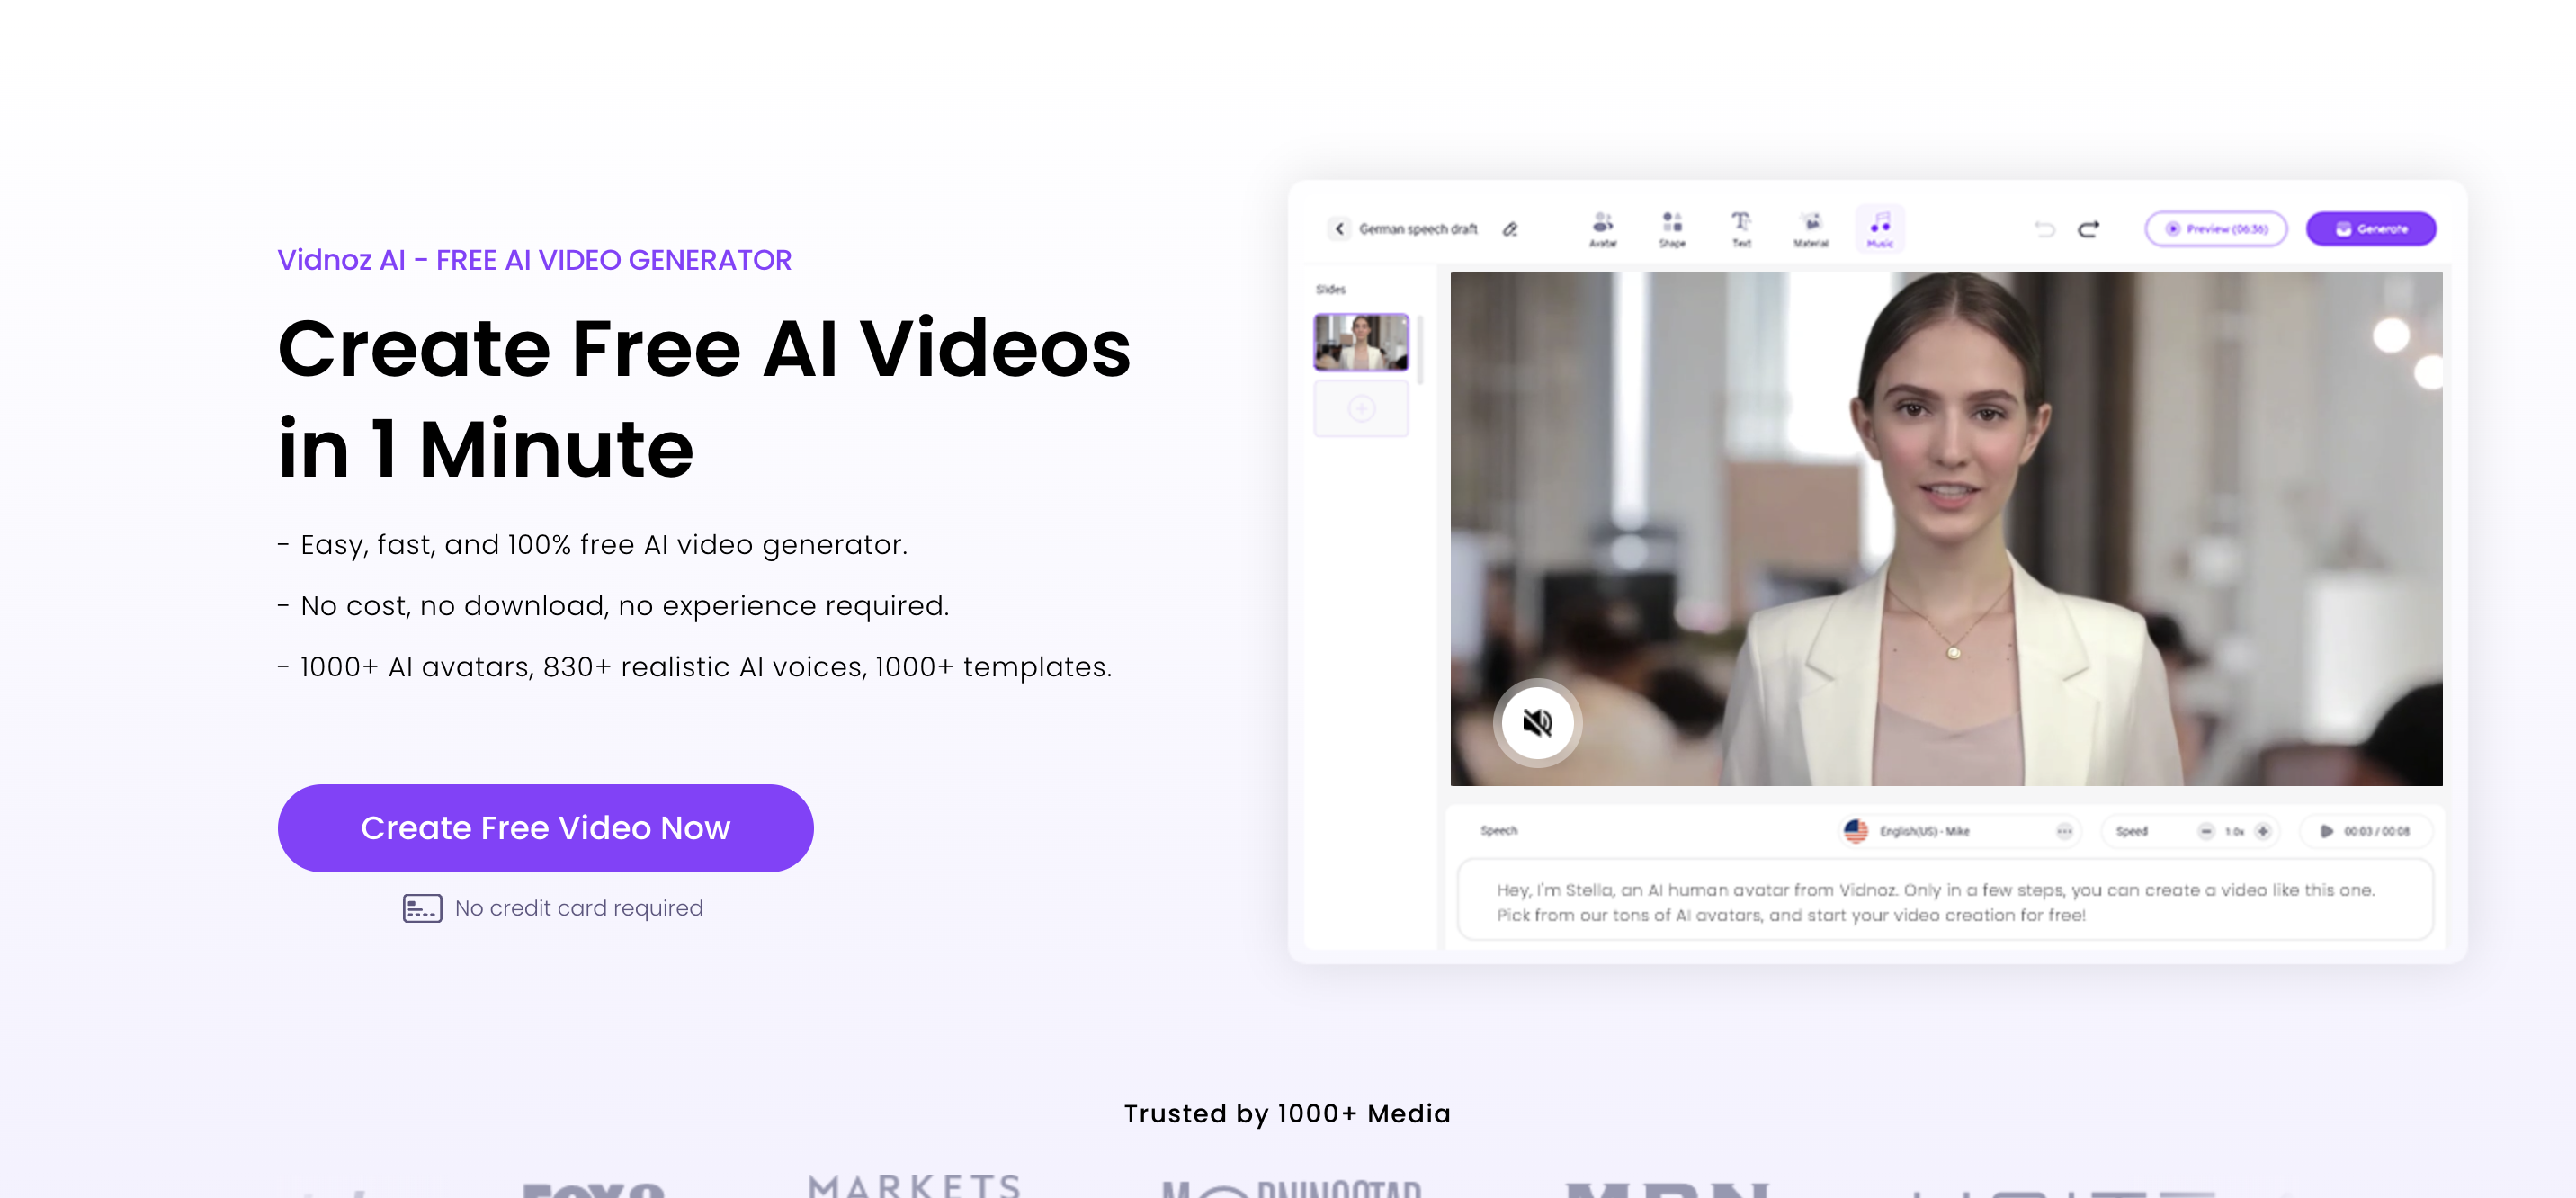 Vidnoz AI - FREE AI VIDEO GENERATOR
Create Free AI Videos
in 1 Minute
- Easy, fast, and 100% free AI video generator.
- No cost, no download, no experience required.
- 1000+ AI avatars, 830+ realistic AI voices, 1000+ templates.
Create Free Video Now
No credit card required
German speech draft
Avatar
Shape
Text
Material
Music
Preview (06:36)
Generate
Slides
Speech
English(US) - Mike
Speed
1.0x
00:03 / 00:08
Hey, I'm Stella, an AI human avatar from Vidnoz. Only in a few steps, you can create a video like this one.
Pick from our tons of AI avatars, and start your video creation for free!
Trusted by 1000+ Media
MARKETS